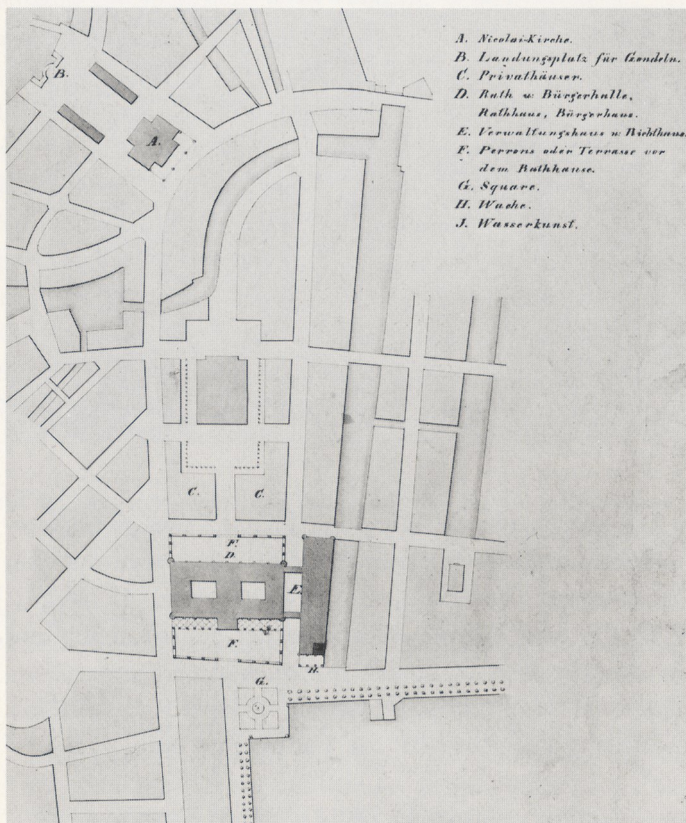 A. Nicolai-Kirche.
B. Landungsplatz für Gondeln.
C. Privathäuser.
D. Rath u Bürgerhalle,
Rathhaus, Bürgerhaus.
E. Verwaltungshaus u
F. Perrons oder Terrasse vor
dem Rathhause.
G. Square.
H. Wache.
J. Wasserkunst.
B.
A.
C. C.
F.
D.
E.
F.
H.
G.